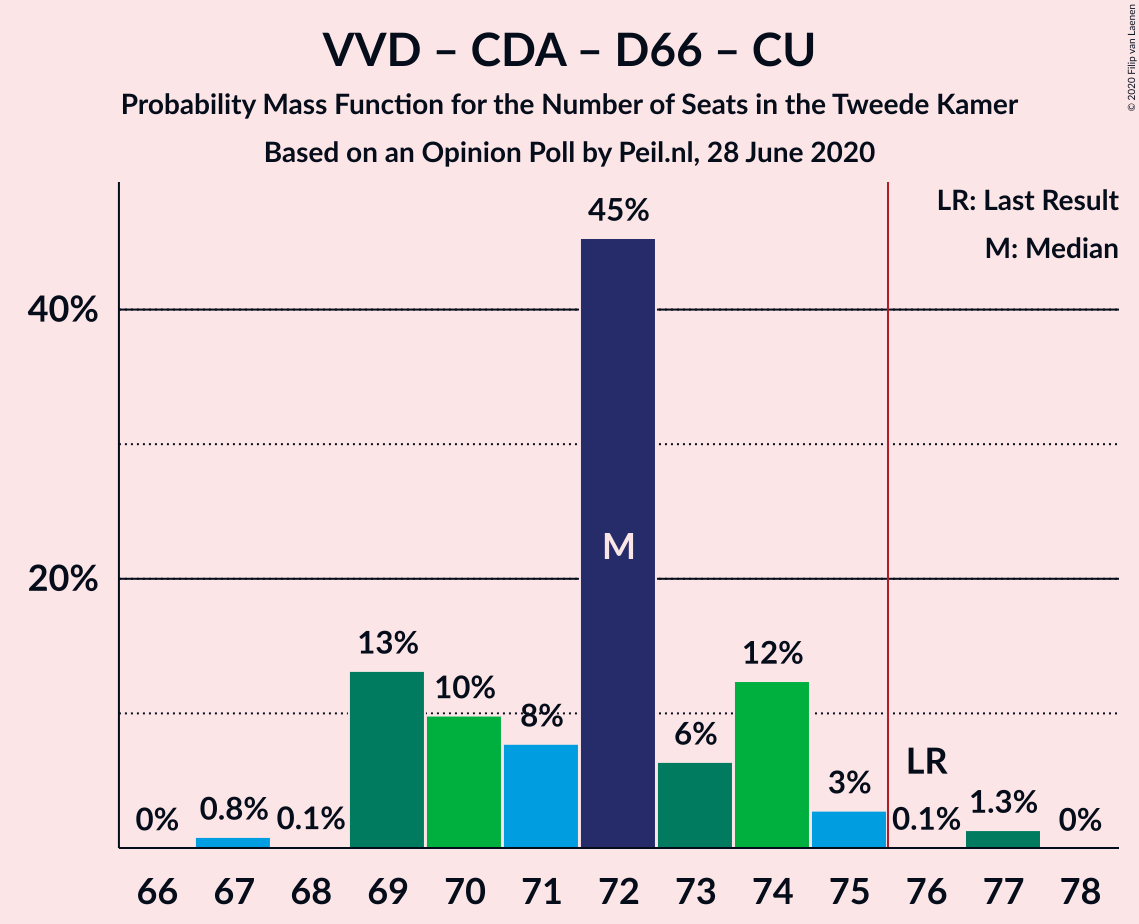 VVD – CDA – D66 – CU
Probability Mass Function for the Number of Seats in the Tweede Kamer
Based on an Opinion Poll by Peil.nl, 28 June 2020
© 2020 Filip van Laenen
LR: Last Result
M: Median
40%
20%
0%
0.8%
0.1%
13%
10%
8%
45%
M
6%
12%
3%
LR
0.1%
1.3%
0%
66 67 68 69 70 71 72 73 74 75 76 77 78